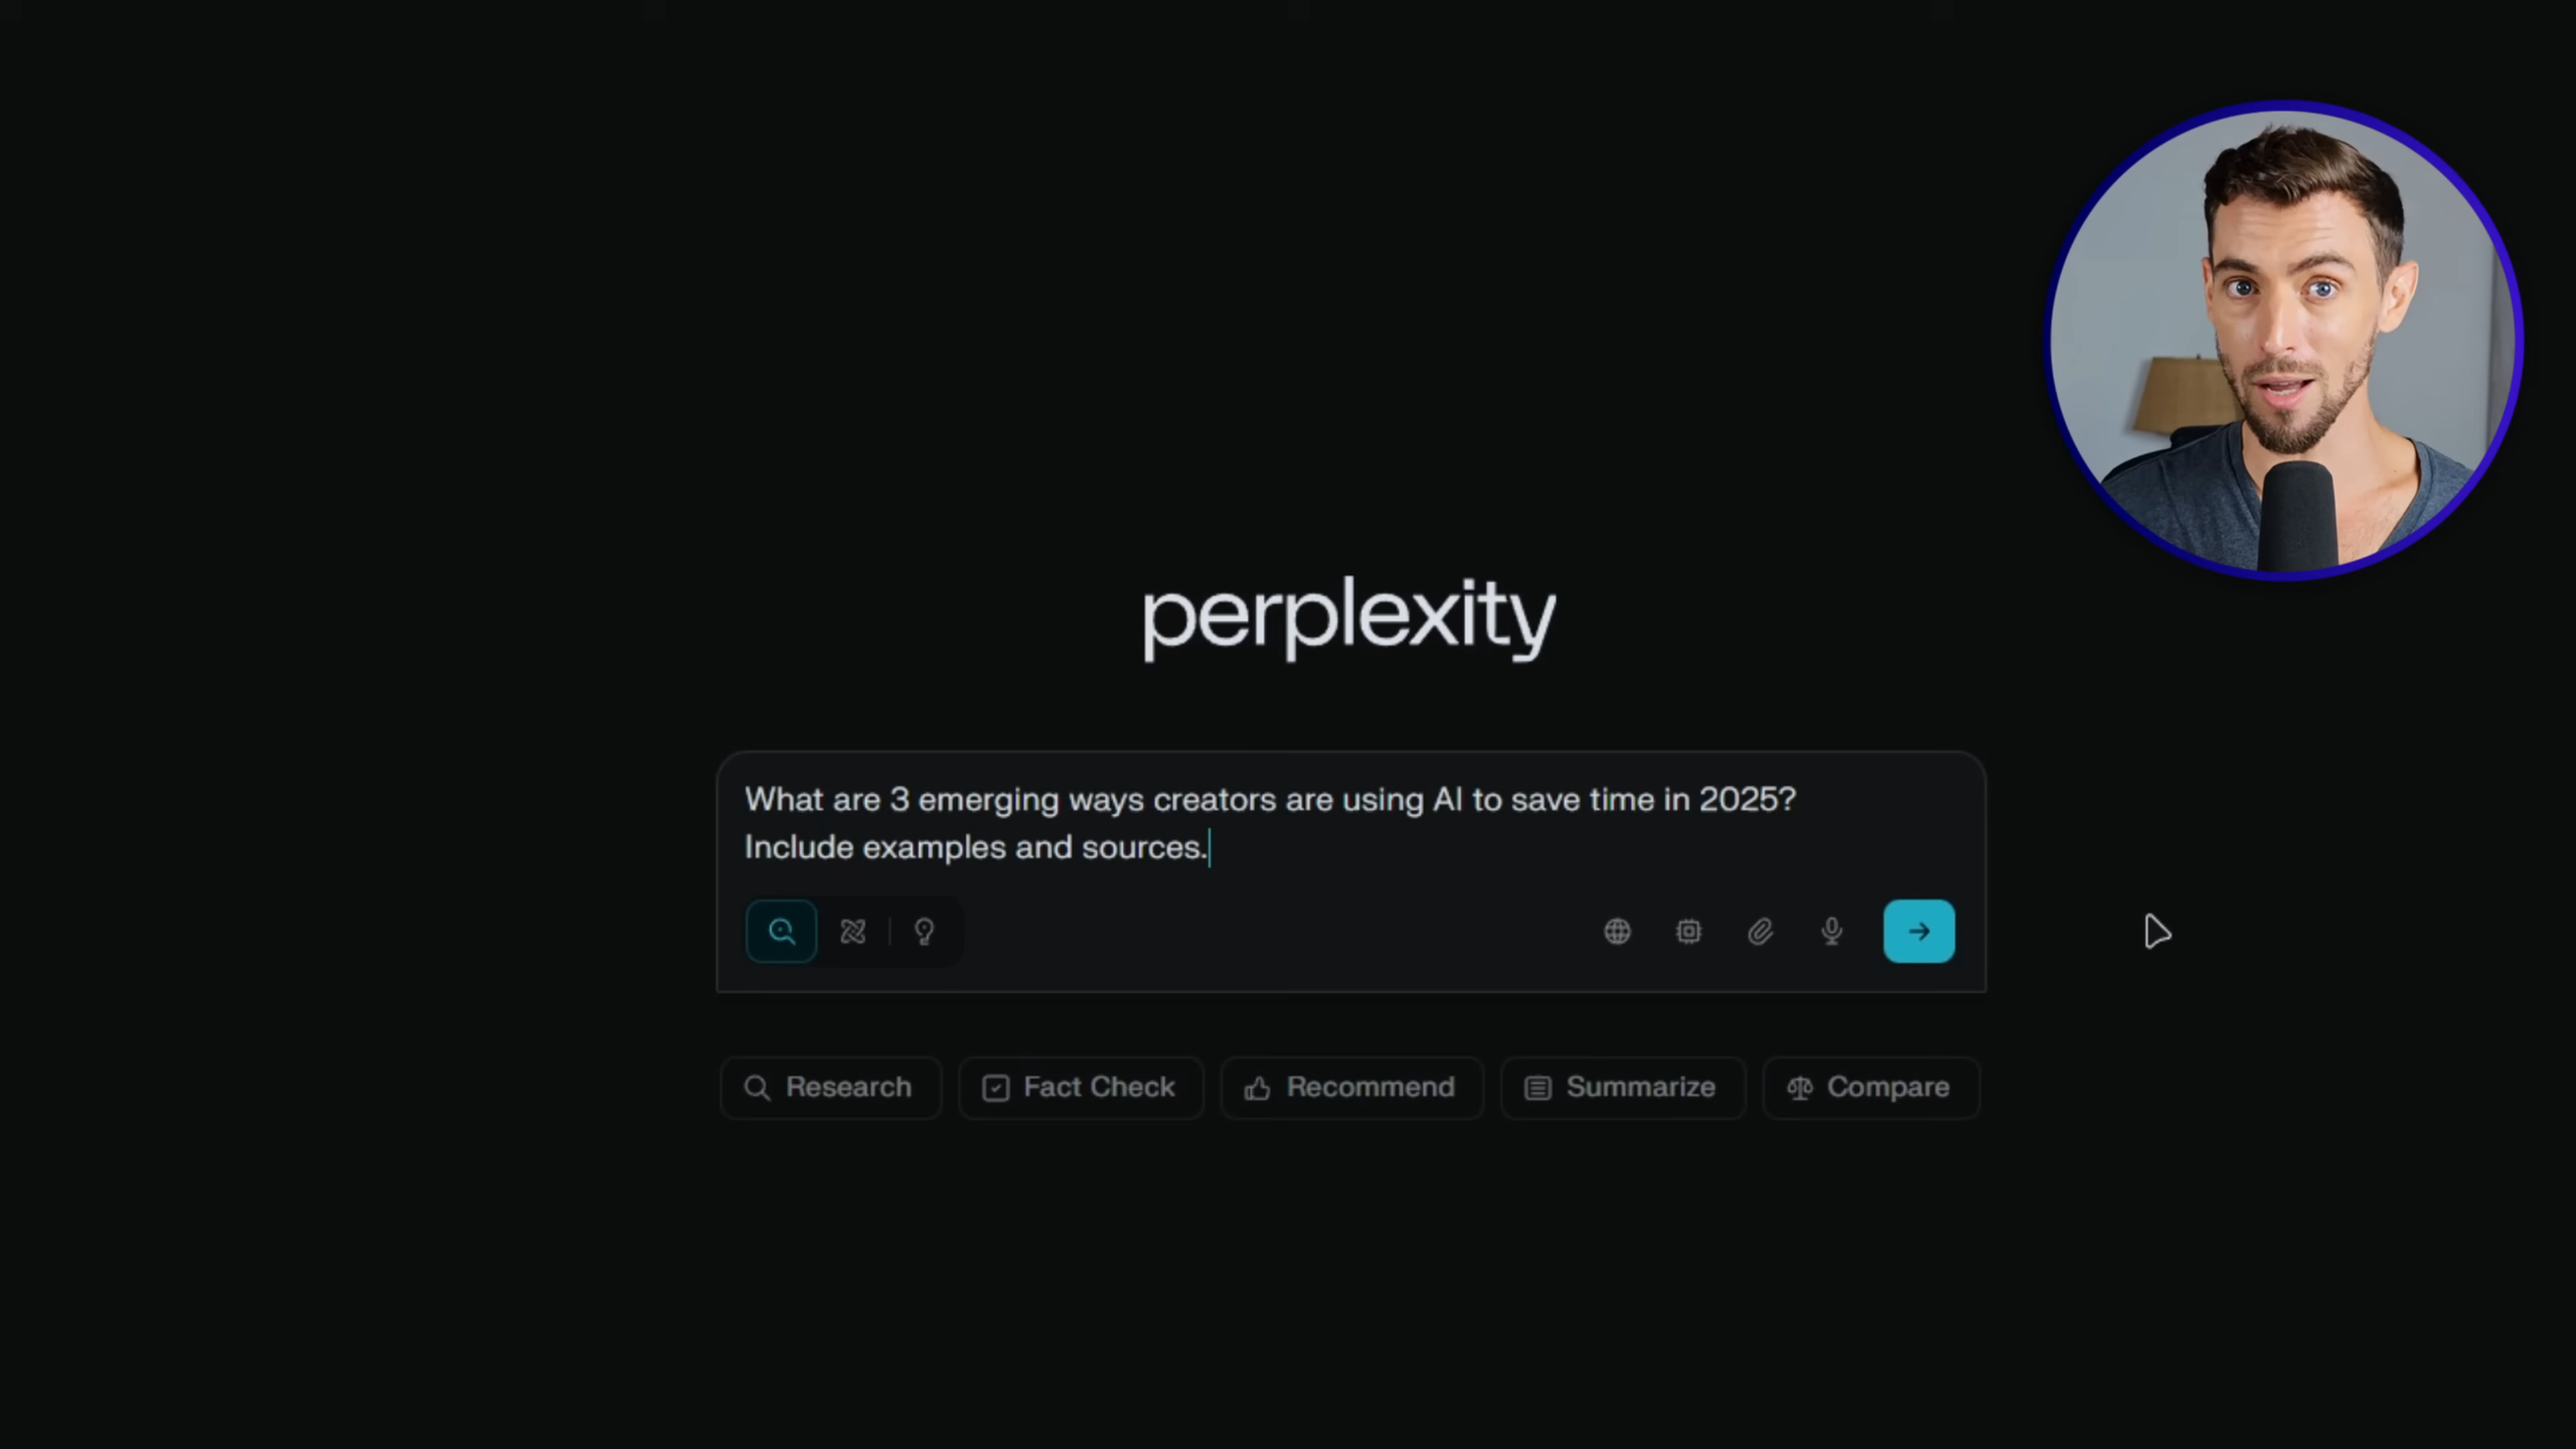 perplexity
What are 3 emerging ways creators are using AI to save time in 2025?
Include examples and sources.
Research
Fact Check
Recommend
Summarize
Compare